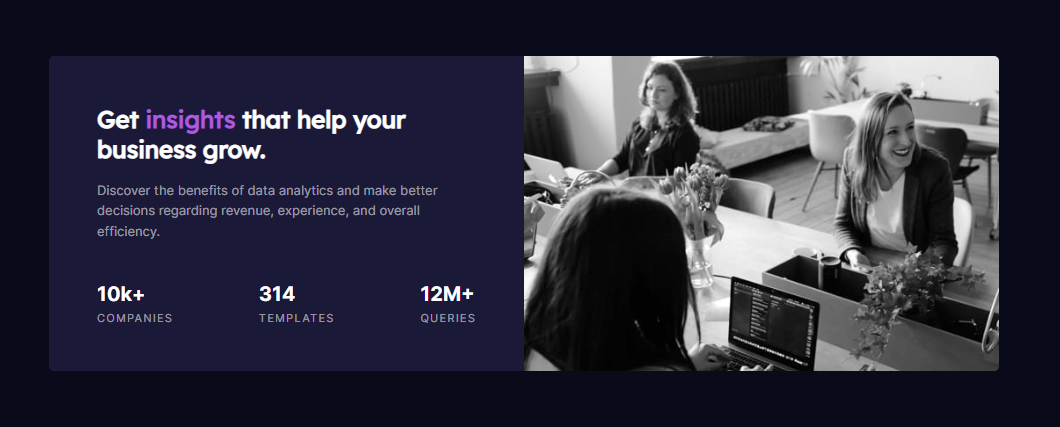 Get insights that help your
business grow.
Discover the benefits of data analytics and make better
decisions regarding revenue, experience, and overall
efficiency.
10k+ 314 12M+
COMPANIES TEMPLATES QUERIES